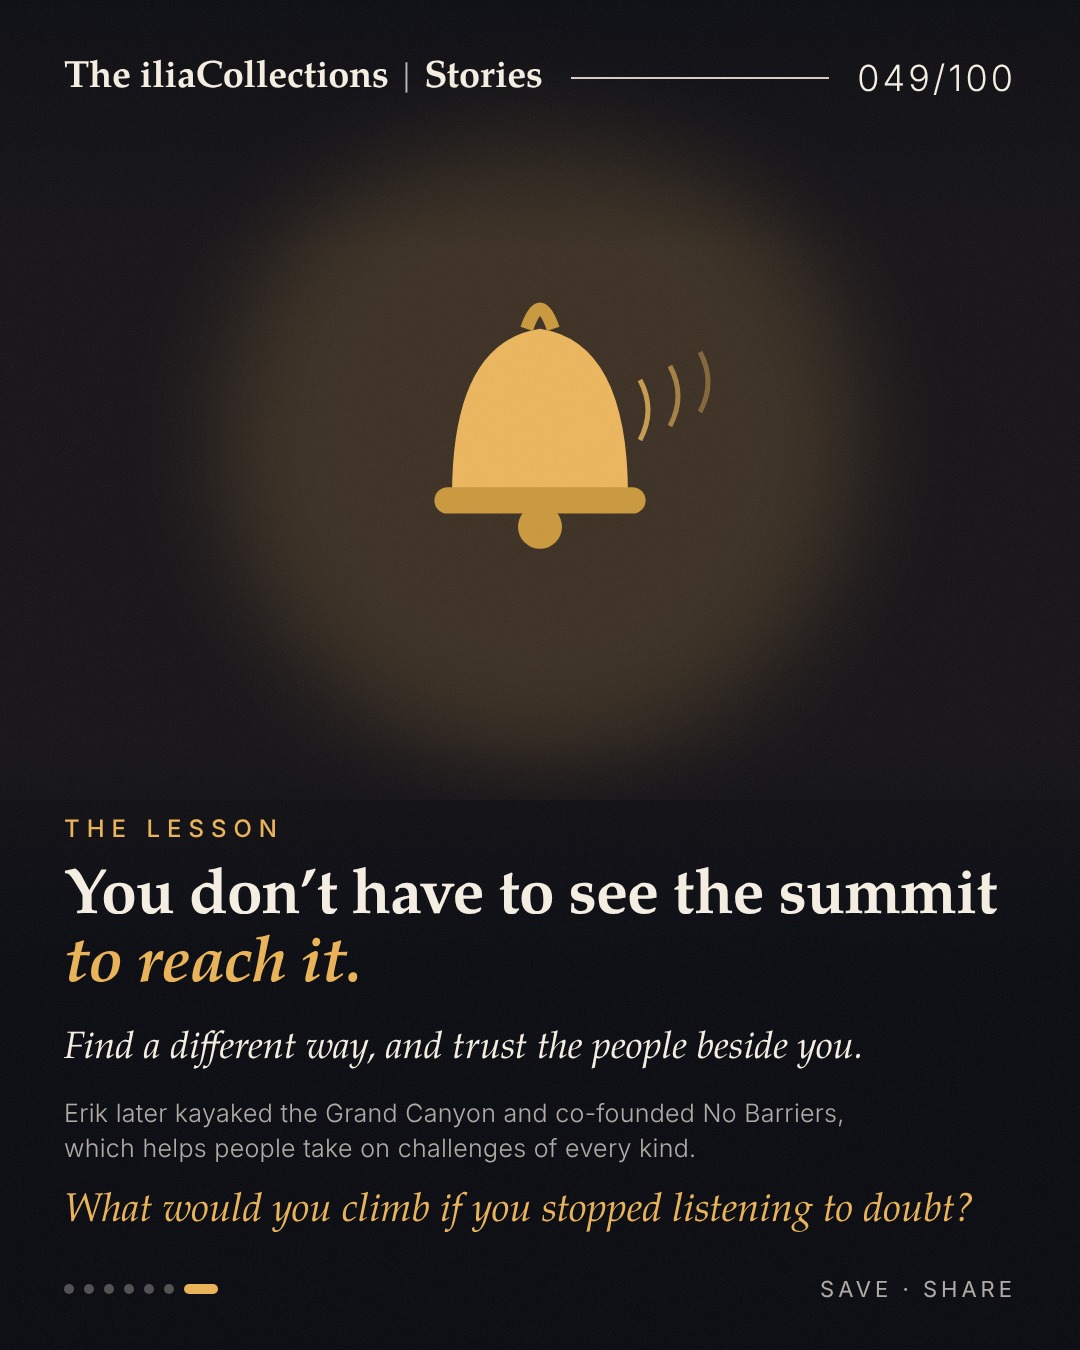 The iliaCollections | Stories 049/100
THE LESSON
You don’t have to see the summit
to reach it.
Find a different way, and trust the people beside you.
Erik later kayaked the Grand Canyon and co-founded No Barriers,
which helps people take on challenges of every kind.
What would you climb if you stopped listening to doubt?
SAVE · SHARE